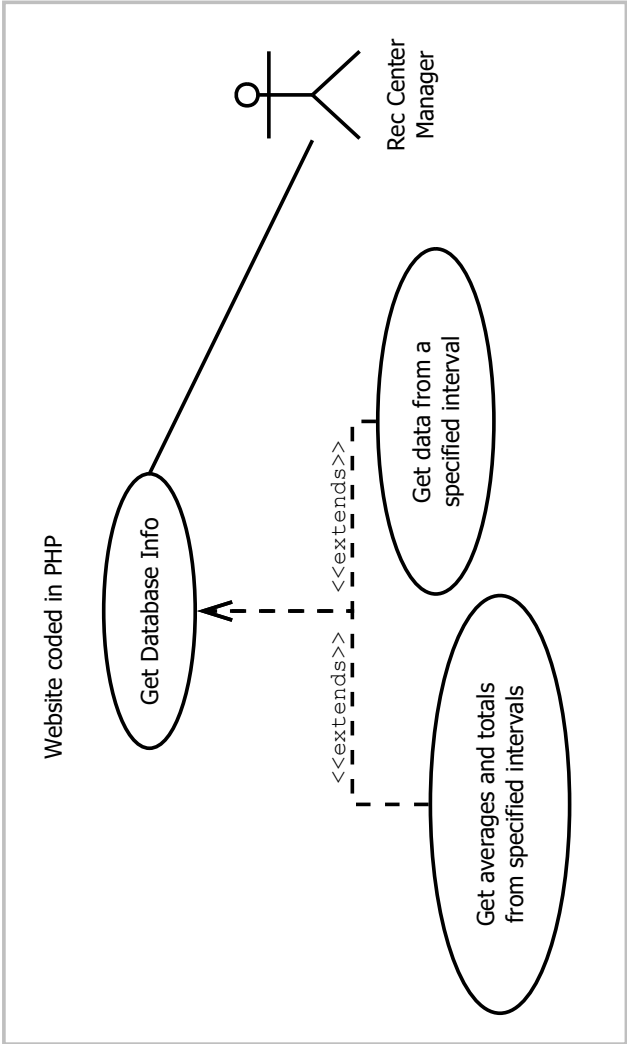 Website coded in PHP
Get Database Info
Rec Center
Manager
<<extends>>
<<extends>>
Get averages and totals
from specified intervals
Get data from a
specified interval